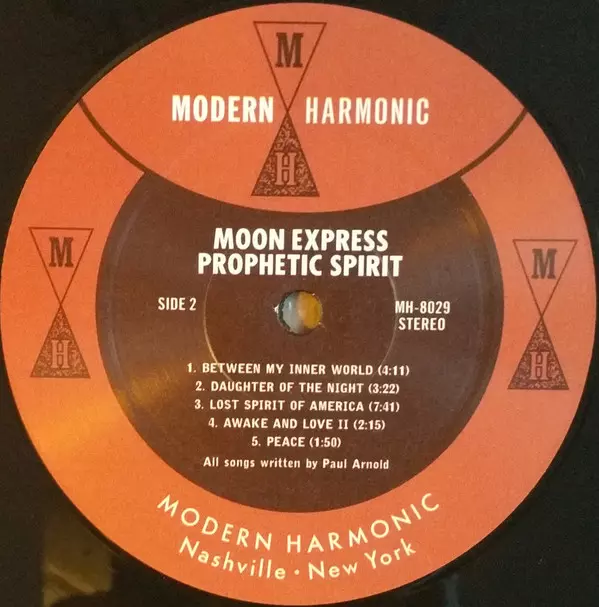 M
MODERN HARMONIC
H
MOON EXPRESS
PROPHETIC SPIRIT
SIDE 2
MH-8029
STEREO
M
H
M
H
1. BETWEEN MY INNER WORLD (4:11)
2. DAUGHTER OF THE NIGHT (3:22)
3. LOST SPIRIT OF AMERICA (7:41)
4. AWAKE AND LOVE II (2:15)
5. PEACE (1:50)
All songs written by Paul Arnold
MODERN HARMONIC
Nashville • New York